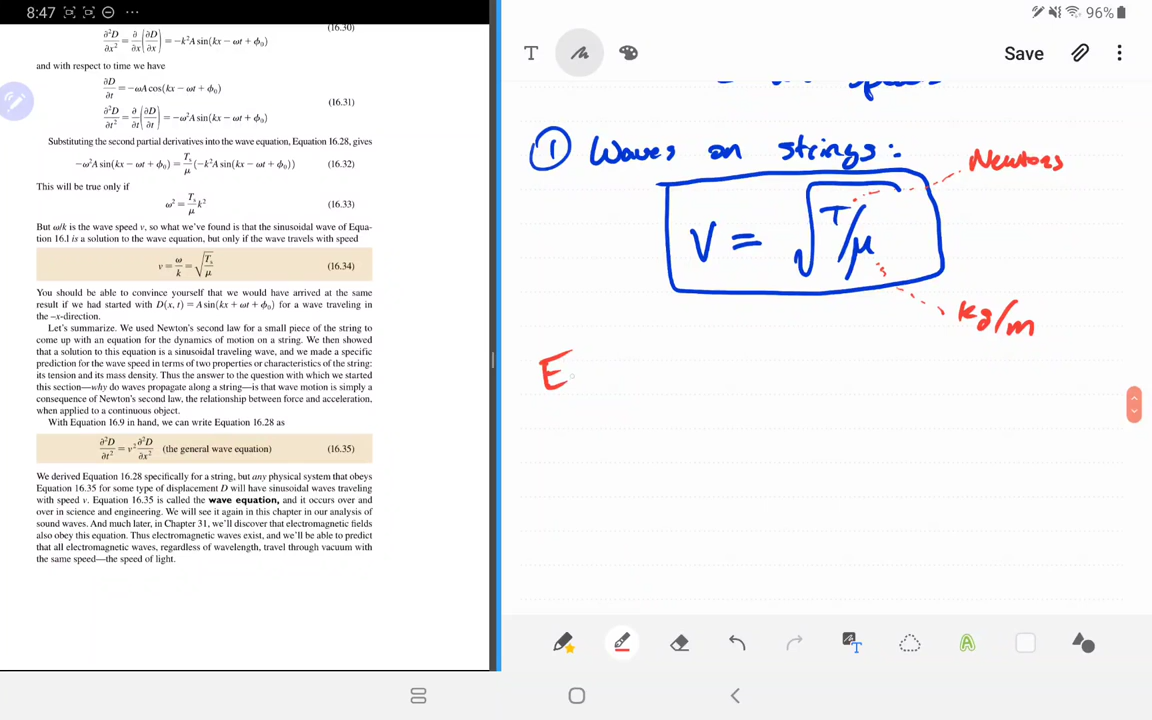 8:47
96%
(16.30)
∂²D/∂x² = ∂/∂x (∂D/∂x) = −k²A sin(kx − ωt + ϕ₀)
and with respect to time we have
∂D/∂t = −ωA cos(kx − ωt + ϕ₀)
(16.31)
∂²D/∂t² = ∂/∂t (∂D/∂t) = −ω²A sin(kx − ωt + ϕ₀)
Substituting the second partial derivatives into the wave equation, Equation 16.28, gives
−ω²A sin(kx − ωt + ϕ₀) = Tₛ/μ (−k²A sin(kx − ωt + ϕ₀)) (16.32)
This will be true only if
ω² = Tₛ/μ k² (16.33)
But ω/k is the wave speed v, so what we've found is that the sinusoidal wave of Equa-
tion 16.1 is a solution to the wave equation, but only if the wave travels with speed
v = ω/k = √(Tₛ/μ) (16.34)
You should be able to convince yourself that we would have arrived at the same
result if we had started with D(x, t) = A sin(kx + ωt + ϕ₀) for a wave traveling in
the −x-direction.
Let's summarize. We used Newton's second law for a small piece of the string to
come up with an equation for the dynamics of motion on a string. We then showed
that a solution to this equation is a sinusoidal traveling wave, and we made a specific
prediction for the wave speed in terms of two properties or characteristics of the string:
its tension and its mass density. Thus the answer to the question with which we started
this section—why do waves propagate along a string—is that wave motion is simply a
consequence of Newton's second law, the relationship between force and acceleration,
when applied to a continuous object.
With Equation 16.9 in hand, we can write Equation 16.28 as
∂²D/∂t² = v² ∂²D/∂x² (the general wave equation) (16.35)
We derived Equation 16.28 specifically for a string, but any physical system that obeys
Equation 16.35 for some type of displacement D will have sinusoidal waves traveling
with speed v. Equation 16.35 is called the wave equation, and it occurs over and
over in science and engineering. We will see it again in this chapter in our analysis of
sound waves. And much later, in Chapter 31, we'll discover that electromagnetic fields
also obey this equation. Thus electromagnetic waves exist, and we'll be able to predict
that all electromagnetic waves, regardless of wavelength, travel through vacuum with
the same speed—the speed of light.
T
Save
① Waves on strings:
Newtons
V = √T/μ
kg/m
E
T
A